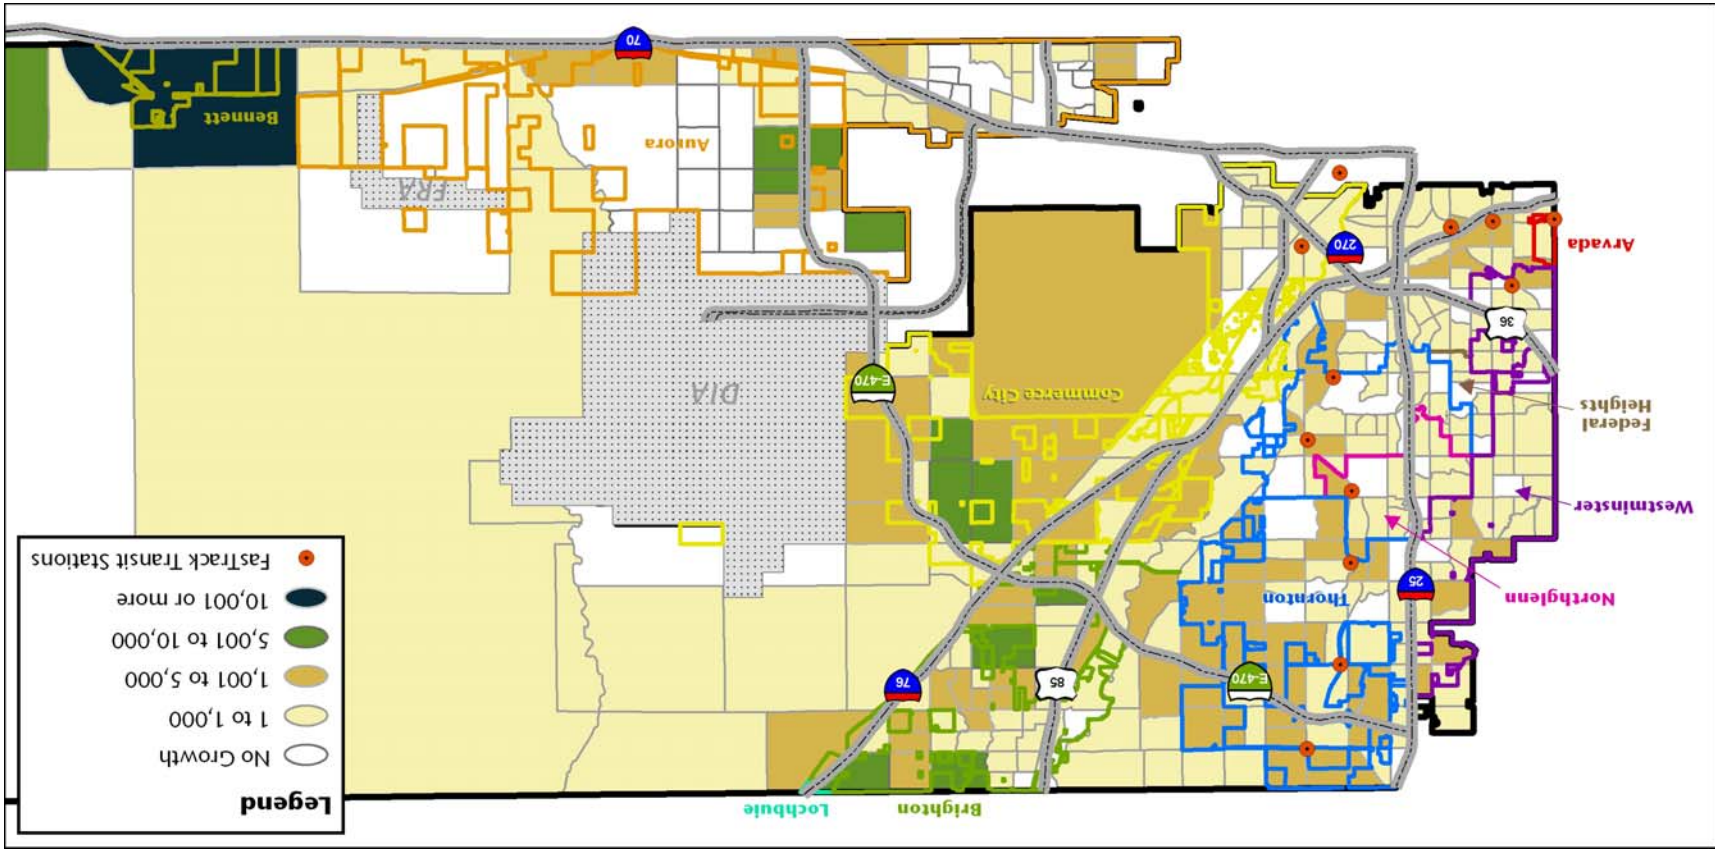 Lochbuie
Brighton
Legend
No Growth
1 to 1,000
1,001 to 5,000
5,001 to 10,000
10,001 or more
FasTrack Transit Stations
76
85
E-470
25
Thornton
Northglenn
Westminster
Federal
Heights
Commerce City
E-470
DIA
36
270
Arvada
FRA
Aurora
Bennett
70